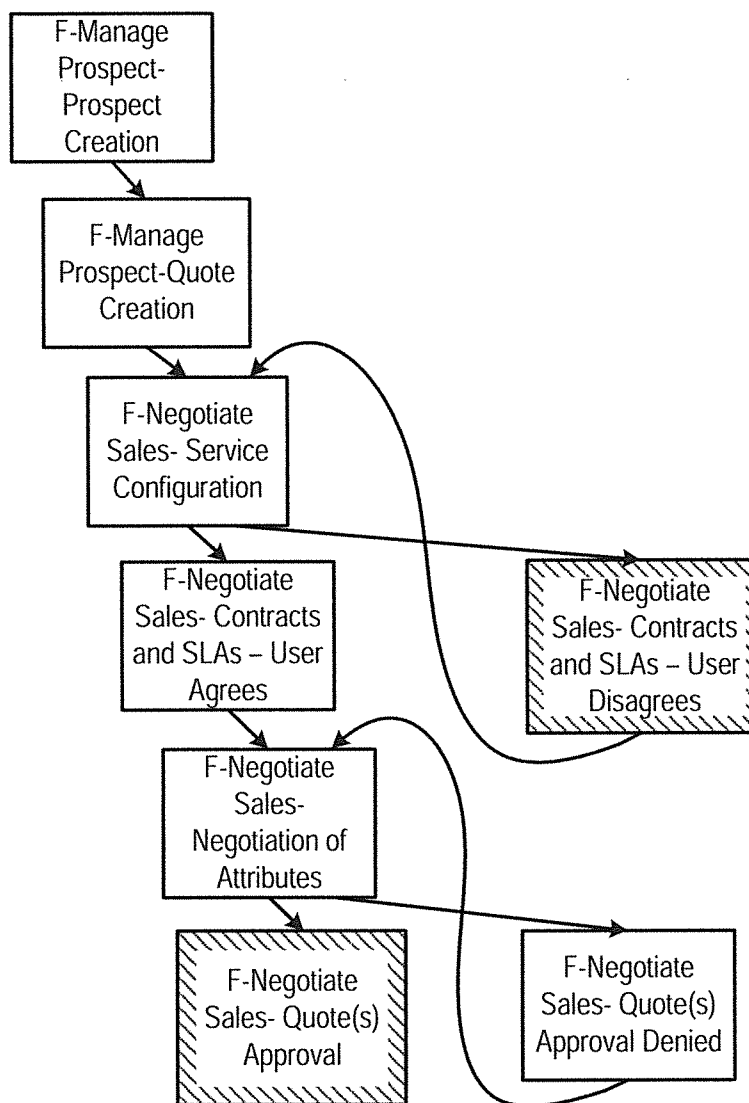 F-Manage
Prospect-
Prospect
Creation
F-Manage
Prospect-Quote
Creation
F-Negotiate
Sales- Service
Configuration
F-Negotiate
Sales- Contracts
and SLAs – User
Agrees
F-Negotiate
Sales- Contracts
and SLAs – User
Disagrees
F-Negotiate
Sales-
Negotiation of
Attributes
F-Negotiate
Sales- Quote(s)
Approval
F-Negotiate
Sales- Quote(s)
Approval Denied